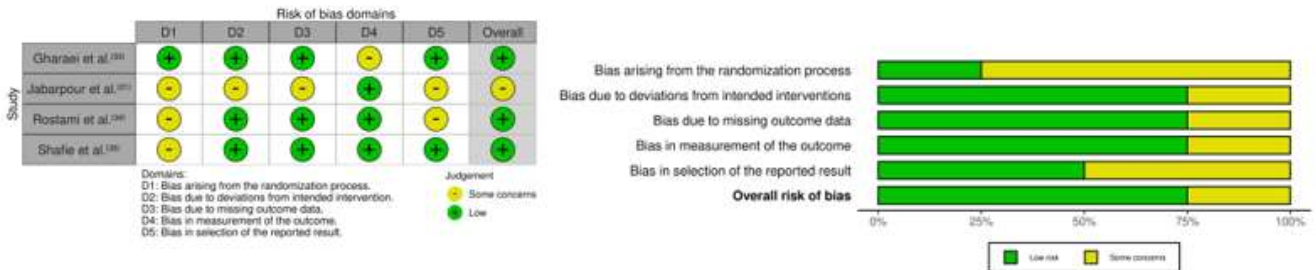 Risk of bias domains
D1 D2 D3 D4 D5 Overall
Study
Gharaei et al.
Jabarpour et al.
Rostami et al.
Shafie et al.
Domains:
D1: Bias arising from the randomization process.
D2: Bias due to deviations from intended intervention.
D3: Bias due to missing outcome data.
D4: Bias in measurement of the outcome.
D5: Bias in selection of the reported result.
Judgement
- Some concerns
+ Low
Bias arising from the randomization process
Bias due to deviations from intended interventions
Bias due to missing outcome data
Bias in measurement of the outcome
Bias in selection of the reported result
Overall risk of bias
0% 25% 50% 75% 100%
Low risk Some concerns